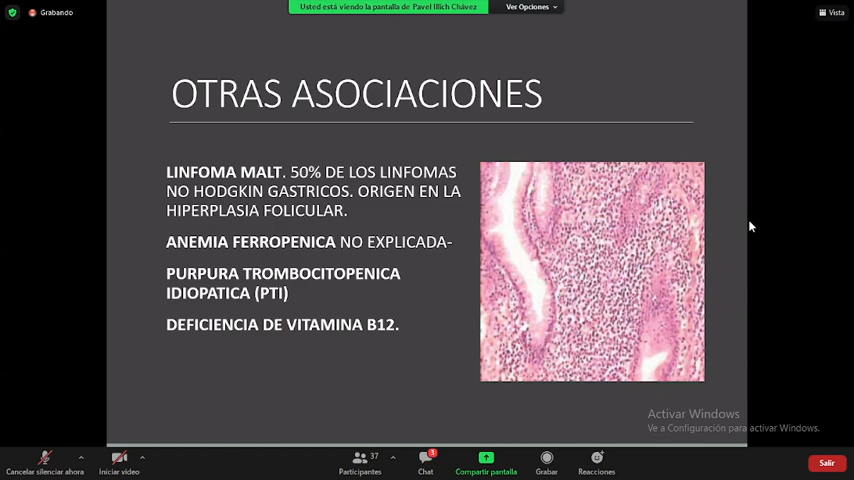 Grabando
Usted está viendo la pantalla de Pavel Illich Chávez
Ver Opciones
Vista
OTRAS ASOCIACIONES
LINFOMA MALT. 50% DE LOS LINFOMAS
NO HODGKIN GASTRICOS. ORIGEN EN LA
HIPERPLASIA FOLICULAR.
ANEMIA FERROPENICA NO EXPLICADA-
PURPURA TROMBOCITOPENICA
IDIOPATICA (PTI)
DEFICIENCIA DE VITAMINA B12.
Activar Windows
Ve a Configuración para activar Windows.
37
3
Cancelar silenciar ahora
Iniciar video
Participantes
Chat
Compartir pantalla
Grabar
Reacciones
Salir